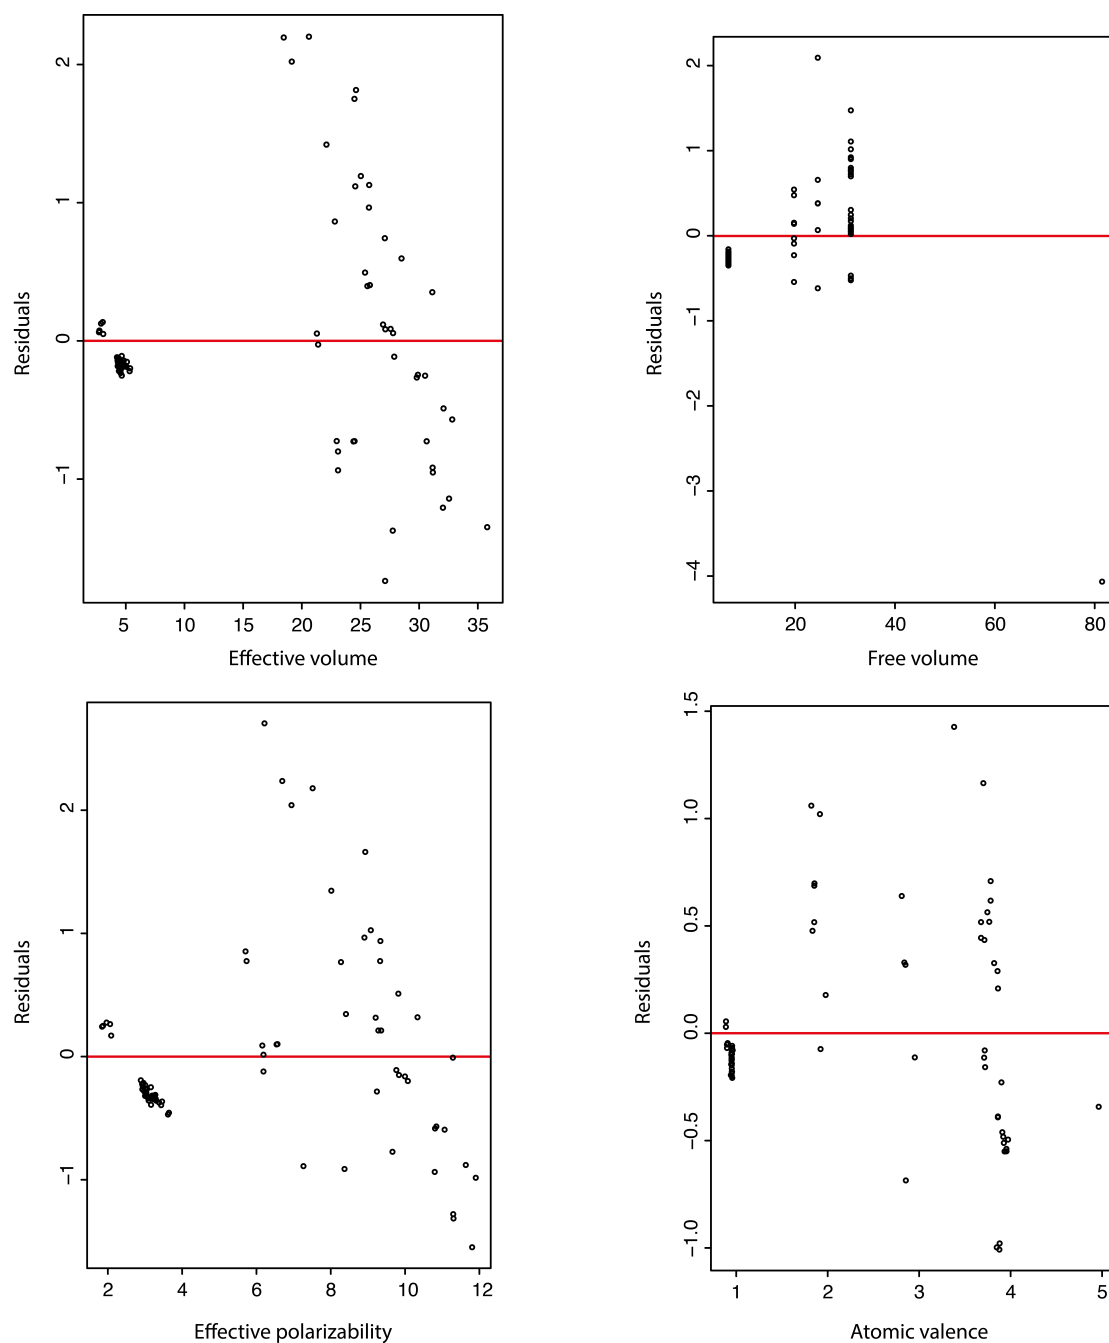 2
1
0
−1
Residuals
5 10 15 20 25 30 35
Effective volume
2
1
0
−1
−2
−3
−4
Residuals
20 40 60 80
Free volume
2
1
0
−1
Residuals
2 4 6 8 10 12
Effective polarizability
1.5
1.0
0.5
0.0
−0.5
−1.0
Residuals
1 2 3 4 5
Atomic valence